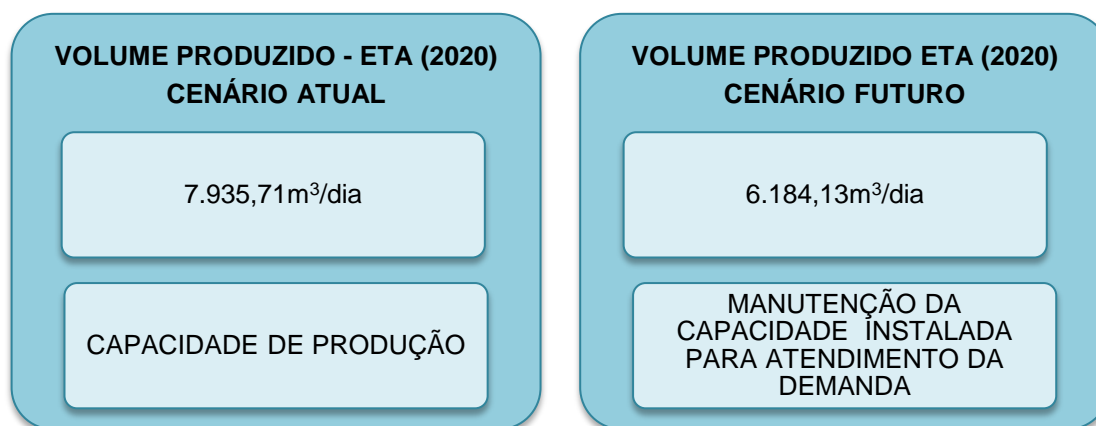 VOLUME PRODUZIDO - ETA (2020)
CENÁRIO ATUAL
7.935,71m³/dia
CAPACIDADE DE PRODUÇÃO
VOLUME PRODUZIDO ETA (2020)
CENÁRIO FUTURO
6.184,13m³/dia
MANUTENÇÃO DA
CAPACIDADE INSTALADA
PARA ATENDIMENTO DA
DEMANDA